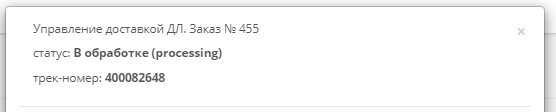 Управление доставкой ДЛ. Заказ № 455
статус: В обработке (processing)
трек-номер: 400082648